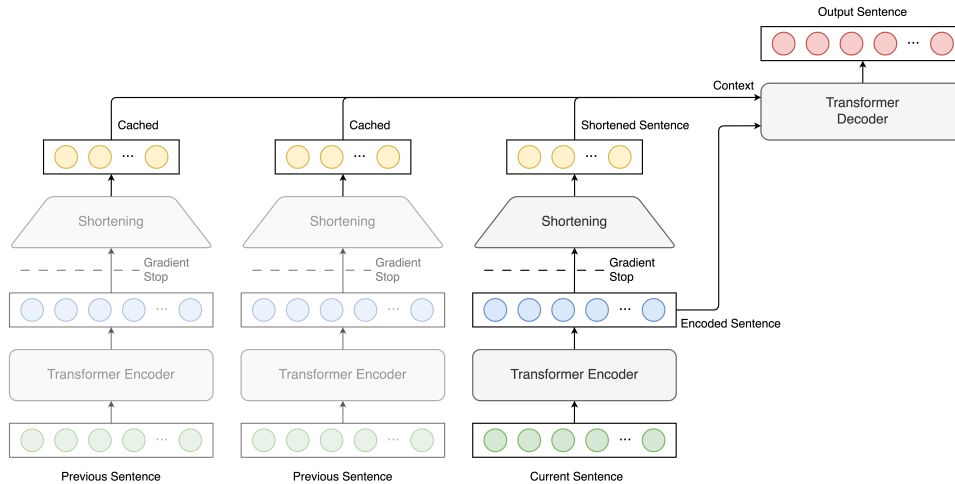 Output Sentence
...
Transformer
Decoder
Context
Cached
Cached
Shortened Sentence
...
...
...
Shortening
Shortening
Shortening
Gradient
Stop
Gradient
Stop
Gradient
Stop
...
...
...
Encoded Sentence
Transformer Encoder
Transformer Encoder
Transformer Encoder
...
...
...
Previous Sentence
Previous Sentence
Current Sentence